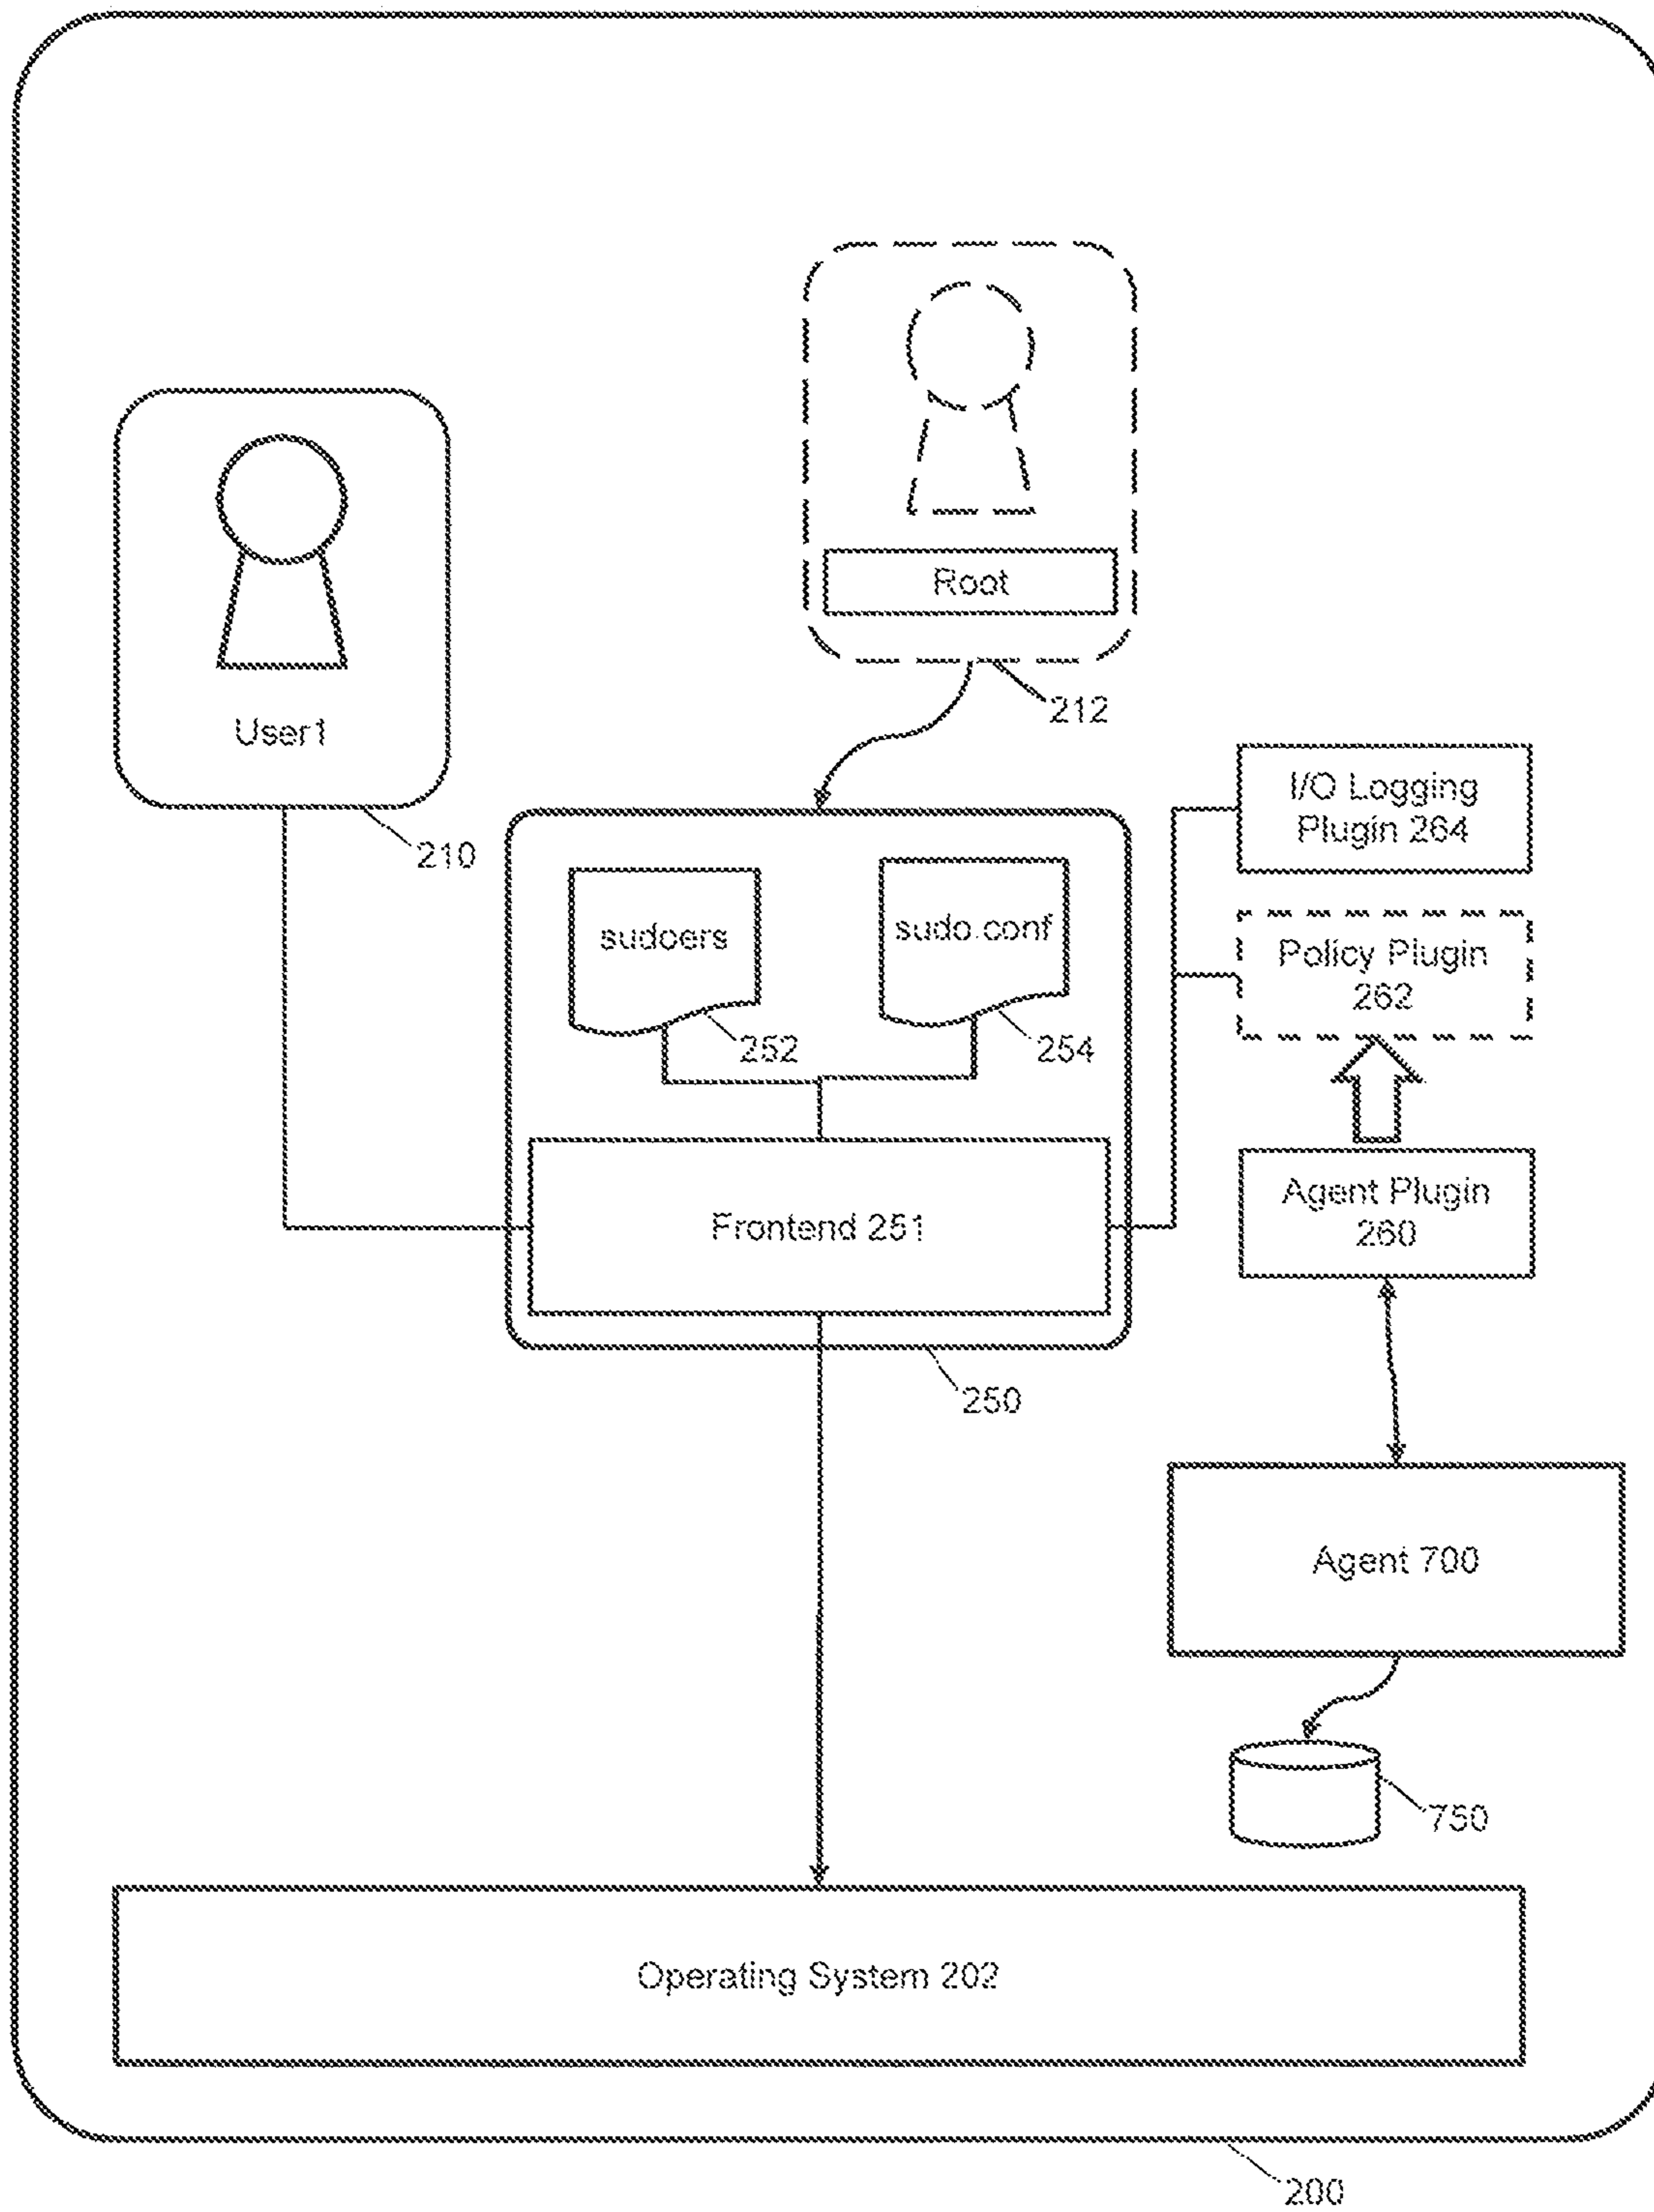 Root
212
User1
210
I/O Logging
Plugin 264
sudoers
sudo.conf
Policy Plugin
262
252
254
Agent Plugin
260
Frontend 251
250
Agent 700
750
Operating System 202
200